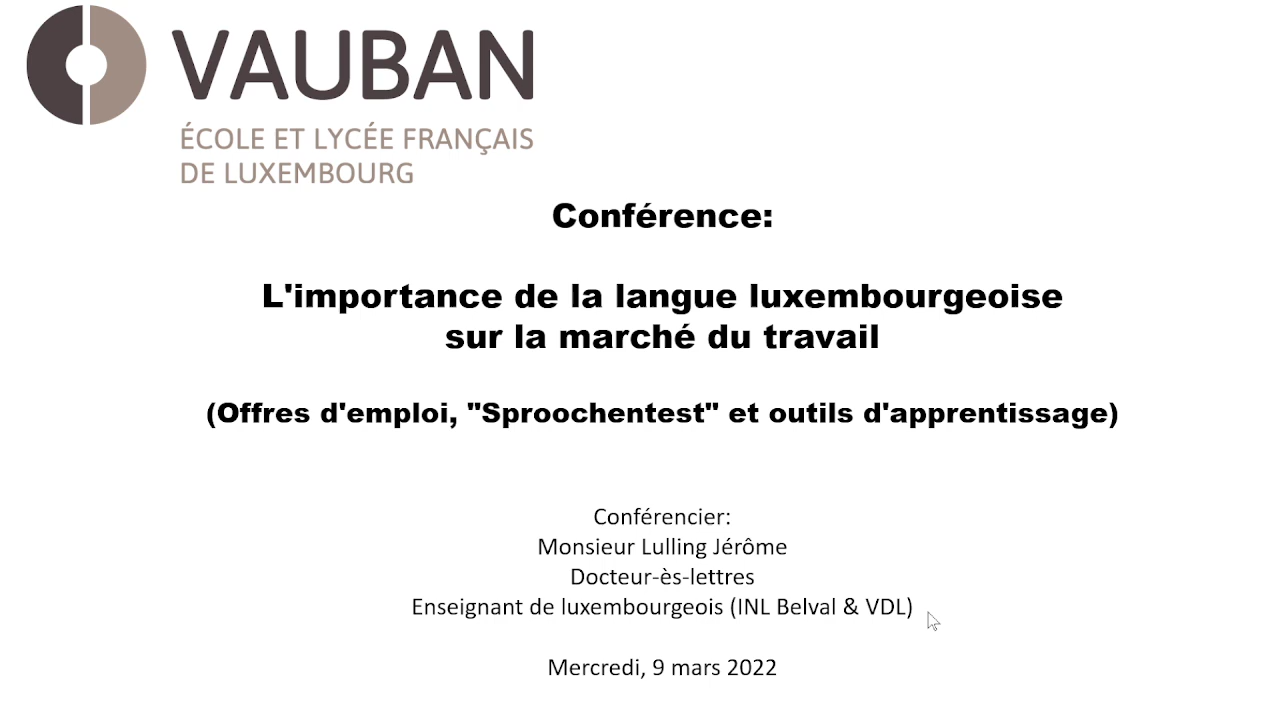 VAUBAN
ÉCOLE ET LYCÉE FRANÇAIS
DE LUXEMBOURG
Conférence:
L'importance de la langue luxembourgeoise
sur la marché du travail
(Offres d'emploi, "Sproochentest" et outils d'apprentissage)
Conférencier:
Monsieur Lulling Jérôme
Docteur-ès-lettres
Enseignant de luxembourgeois (INL Belval & VDL)
Mercredi, 9 mars 2022